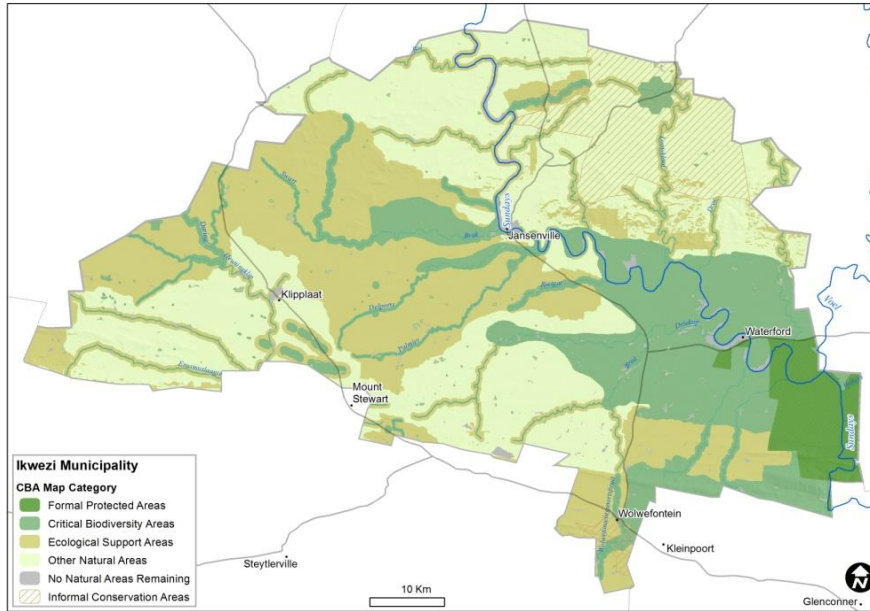 Sundays
Jansenville
Klipplaat
Mount
Stewart
Waterford
Voel
Sundays
Wolwefontein
Kleinpoort
Steytlerville
Glenconner
10 Km
N
Ikwezi Municipality
CBA Map Category
Formal Protected Areas
Critical Biodiversity Areas
Ecological Support Areas
Other Natural Areas
No Natural Areas Remaining
Informal Conservation Areas